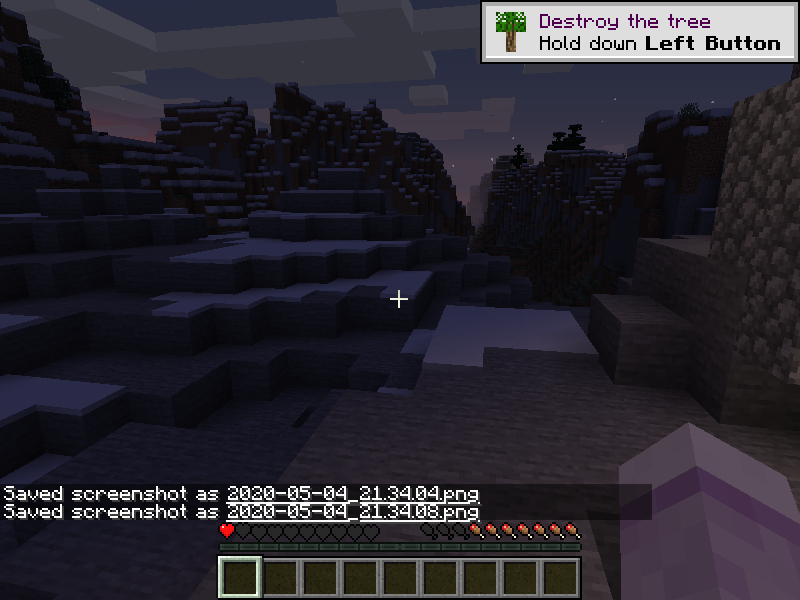 Destroy the tree
Hold down Left Button
Saved screenshot as 2020-05-04_21.34.04.png
Saved screenshot as 2020-05-04_21.34.08.png